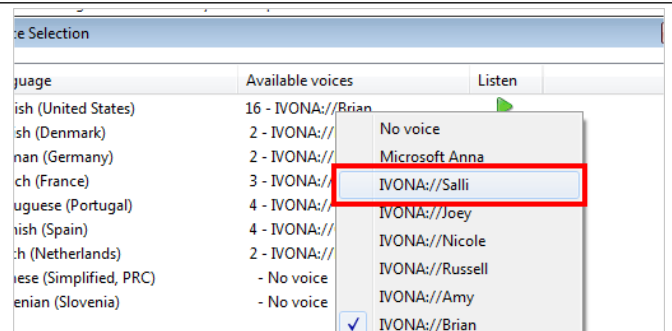 ce Selection
guage Available voices Listen
ish (United States) 16 - IVONA://Brian
ish (Denmark) 2 - IVONA://
man (Germany) 2 - IVONA://
ch (France) 3 - IVONA://
uguese (Portugal) 4 - IVONA://
nish (Spain) 4 - IVONA://
ch (Netherlands) 2 - IVONA://
nese (Simplified, PRC) - No voice
enian (Slovenia) - No voice
No voice
Microsoft Anna
IVONA://Salli
IVONA://Joey
IVONA://Nicole
IVONA://Russell
IVONA://Amy
IVONA://Brian